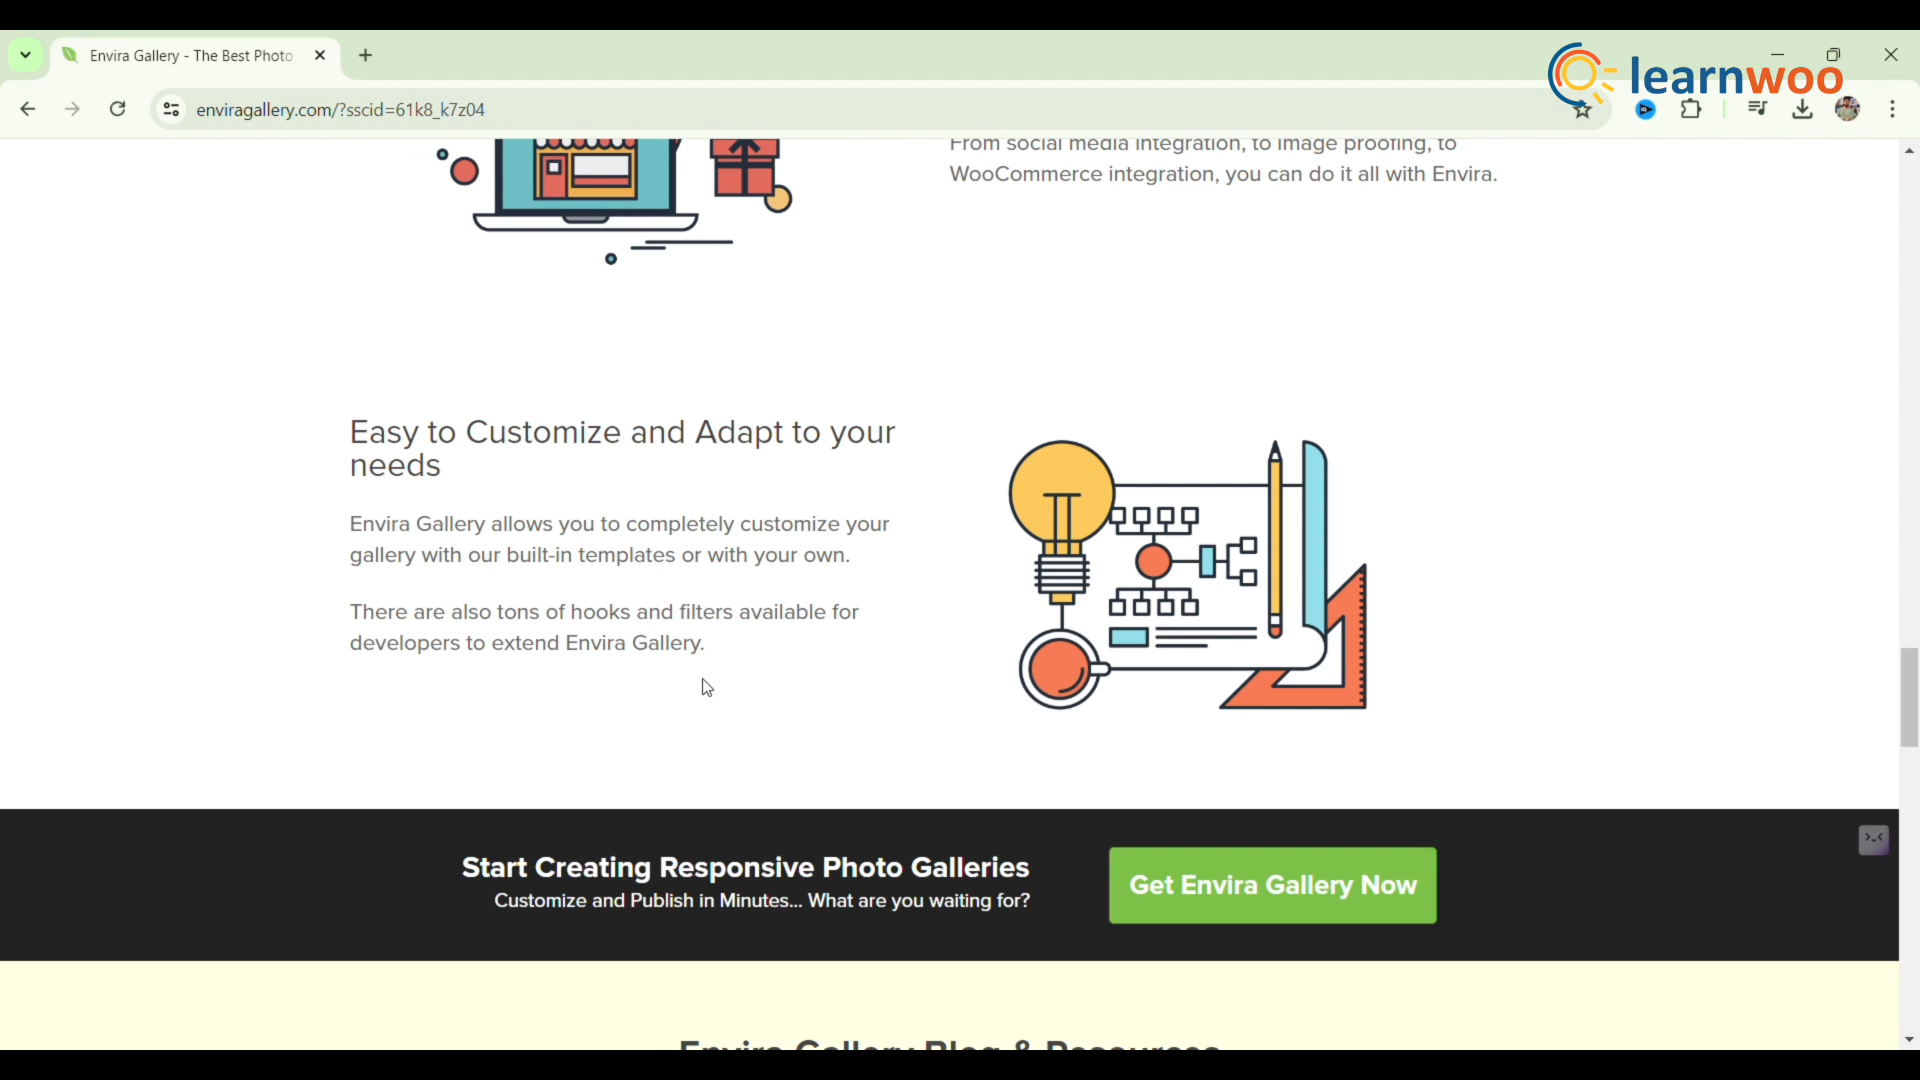 Envira Gallery - The Best Photo
learnwoo
enviragallery.com/?sscid=61k8_k7z04
From social media integration, to image proofing, to
WooCommerce integration, you can do it all with Envira.
Easy to Customize and Adapt to your
needs
Envira Gallery allows you to completely customize your
gallery with our built-in templates or with your own.
There are also tons of hooks and filters available for
developers to extend Envira Gallery.
Start Creating Responsive Photo Galleries
Customize and Publish in Minutes... What are you waiting for?
Get Envira Gallery Now
Envira Gallery Blog & Resources